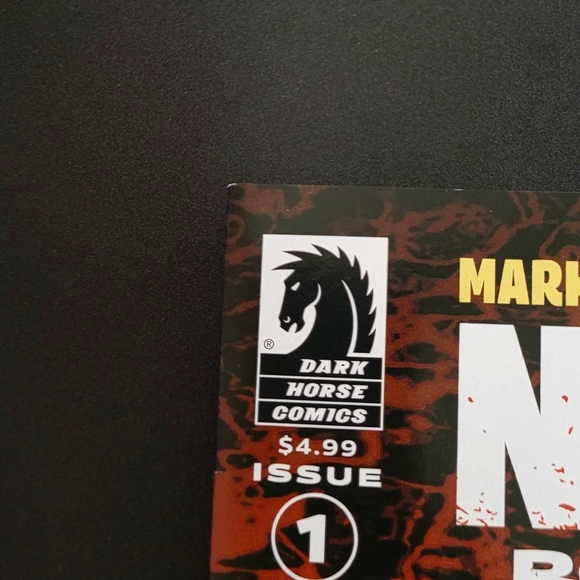 MARK
N
®
DARK
HORSE
COMICS
$4.99
ISSUE
1